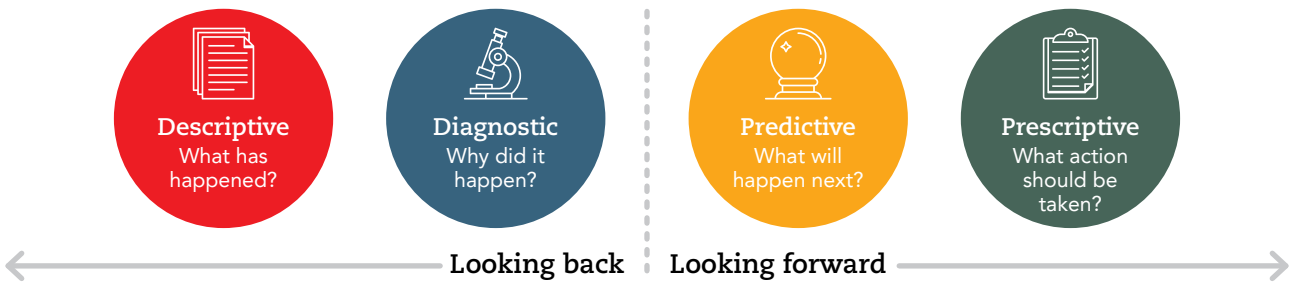 Descriptive
What has
happened?
Diagnostic
Why did it
happen?
Predictive
What will
happen next?
Prescriptive
What action
should be
taken?
Looking back
Looking forward